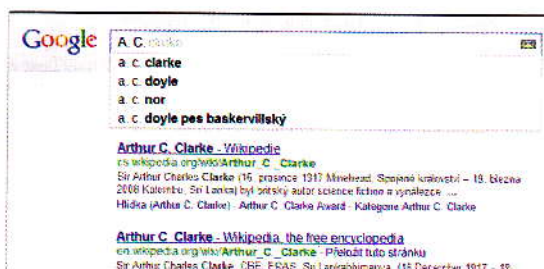 Google
A. C. clarke
a. c. clarke
a. c. doyle
a. c. nor
a. c. doyle pes baskervillský
Arthur C. Clarke - Wikipedie
cs.wikipedia.org/wiki/Arthur_C._Clarke
Sir Arthur Charles Clarke (16. prosince 1917 Minehead, Spojené království – 19. března
2008 Kolombo, Srí Lanka) byl britský autor science fiction a vynálezce. ...
Hlídka (Arthur C. Clarke) - Arthur C. Clarke Award - Kategorie Arthur C. Clarke
Arthur C. Clarke - Wikipedia, the free encyclopedia
en.wikipedia.org/wiki/Arthur_C._Clarke - Přeložit tuto stránku
Sir Arthur Charles Clarke, CBE, FRAS, Sri Lankabhimanya, (16 December 1917 – 19